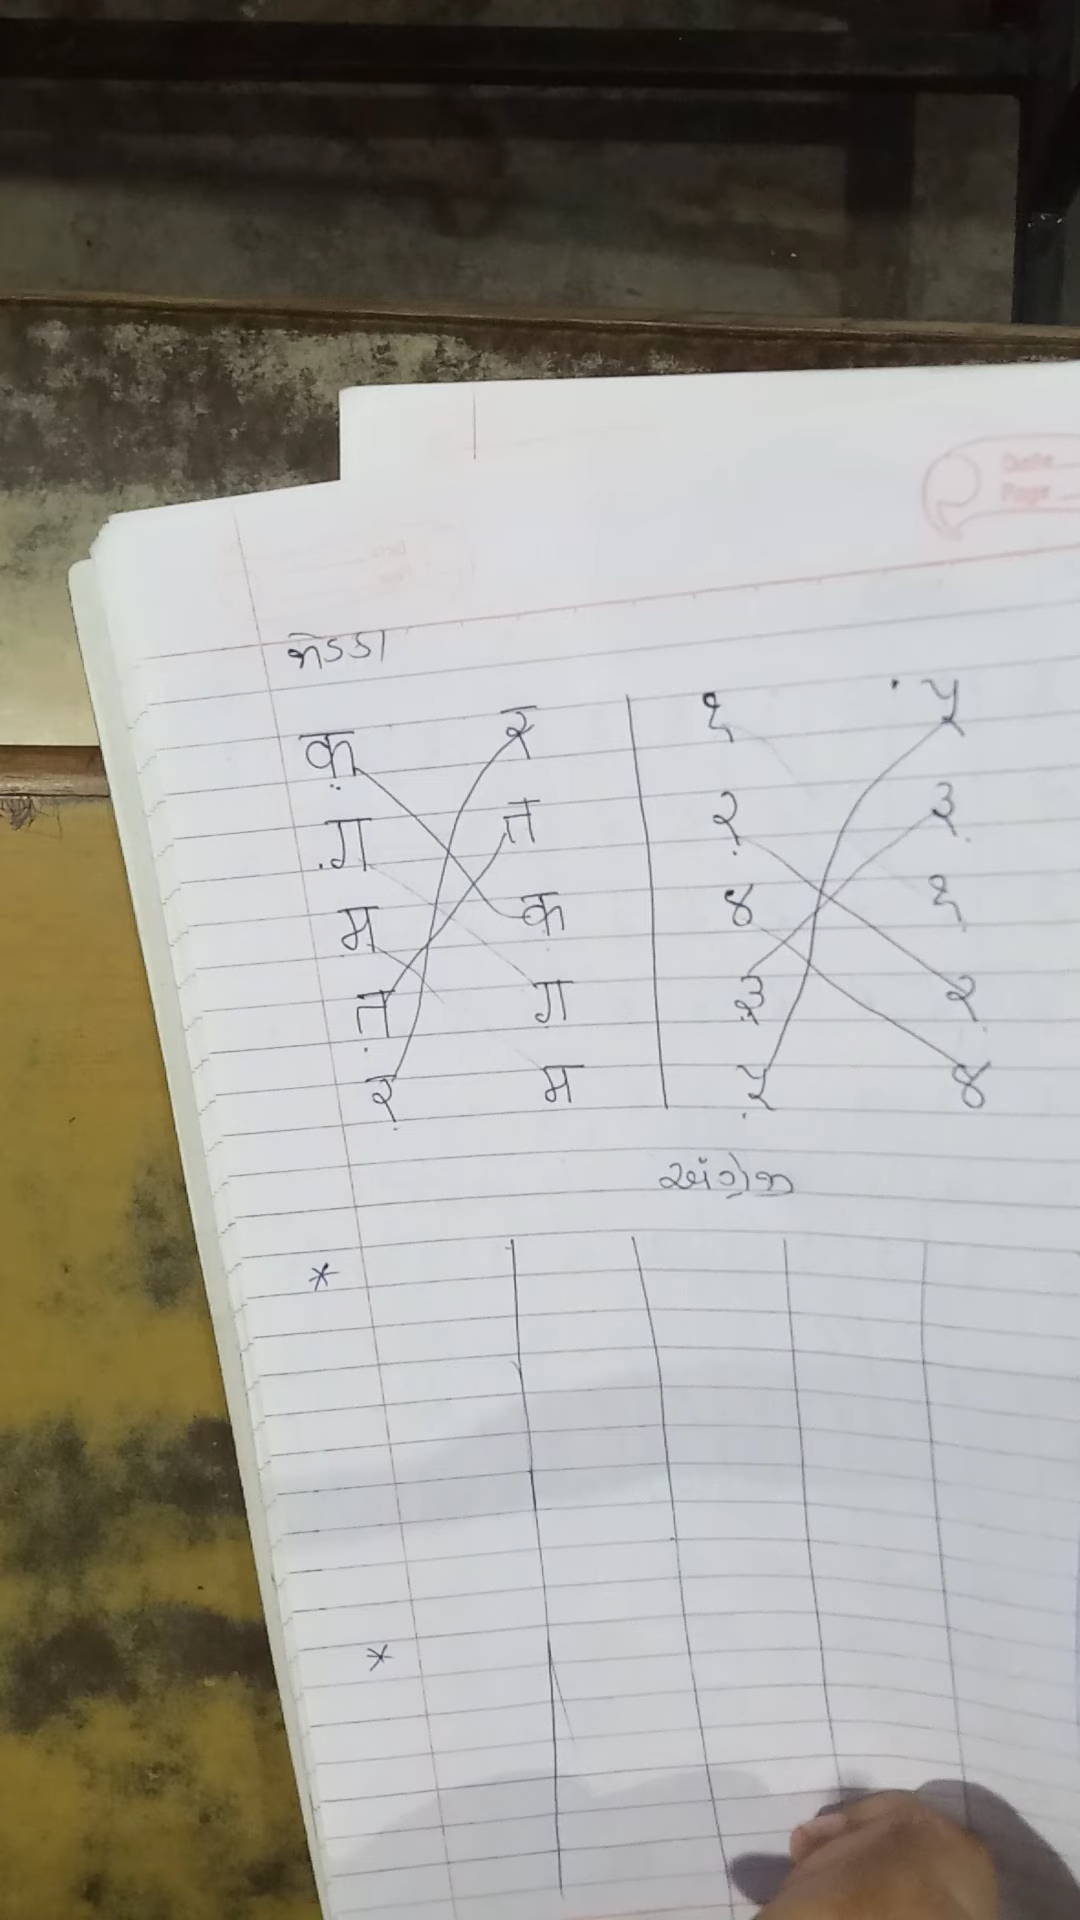 Date
Page
જોડકા
क र १ ५
ग त २ ३
म क ४ १
त ग ३ २
र म ५ ४
અંગ્રેજી
*
*